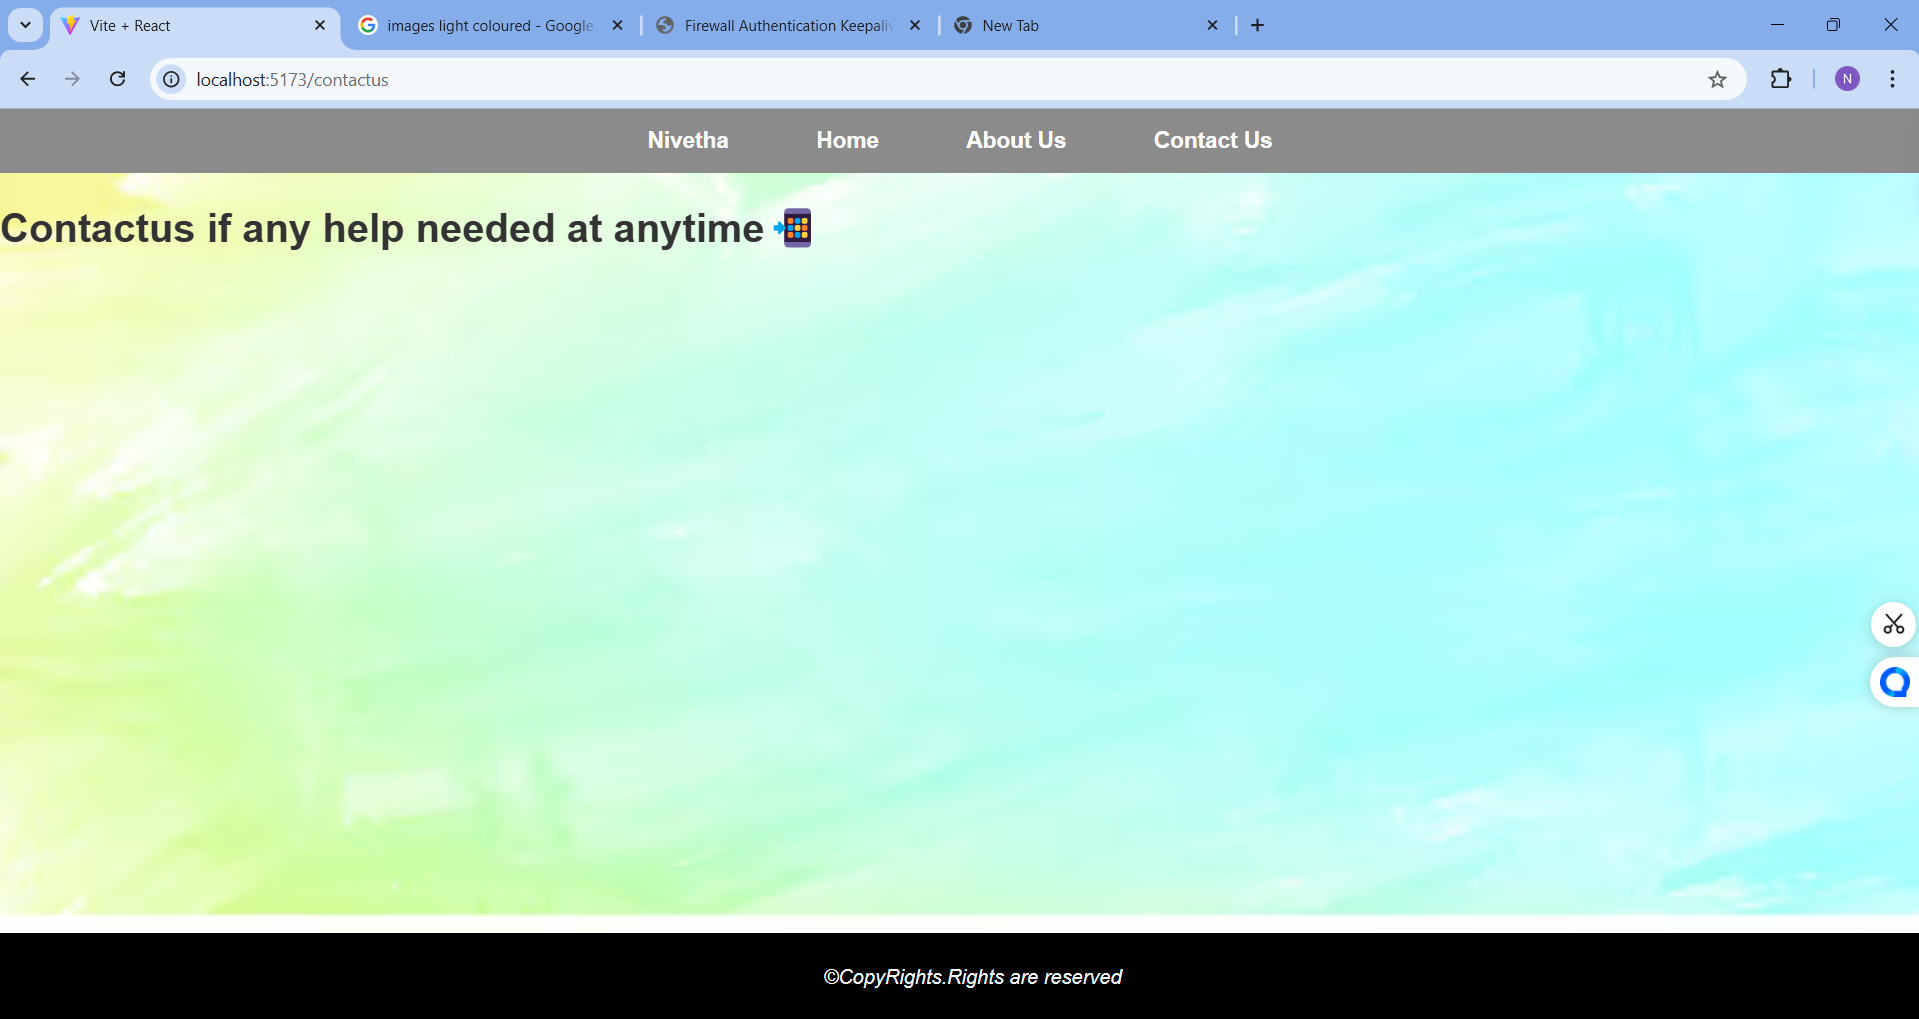 Vite + React
images light coloured - Google
Firewall Authentication Keepaliv
New Tab
localhost:5173/contactus
N
Nivetha Home About Us Contact Us
Contactus if any help needed at anytime 📲
©CopyRights.Rights are reserved